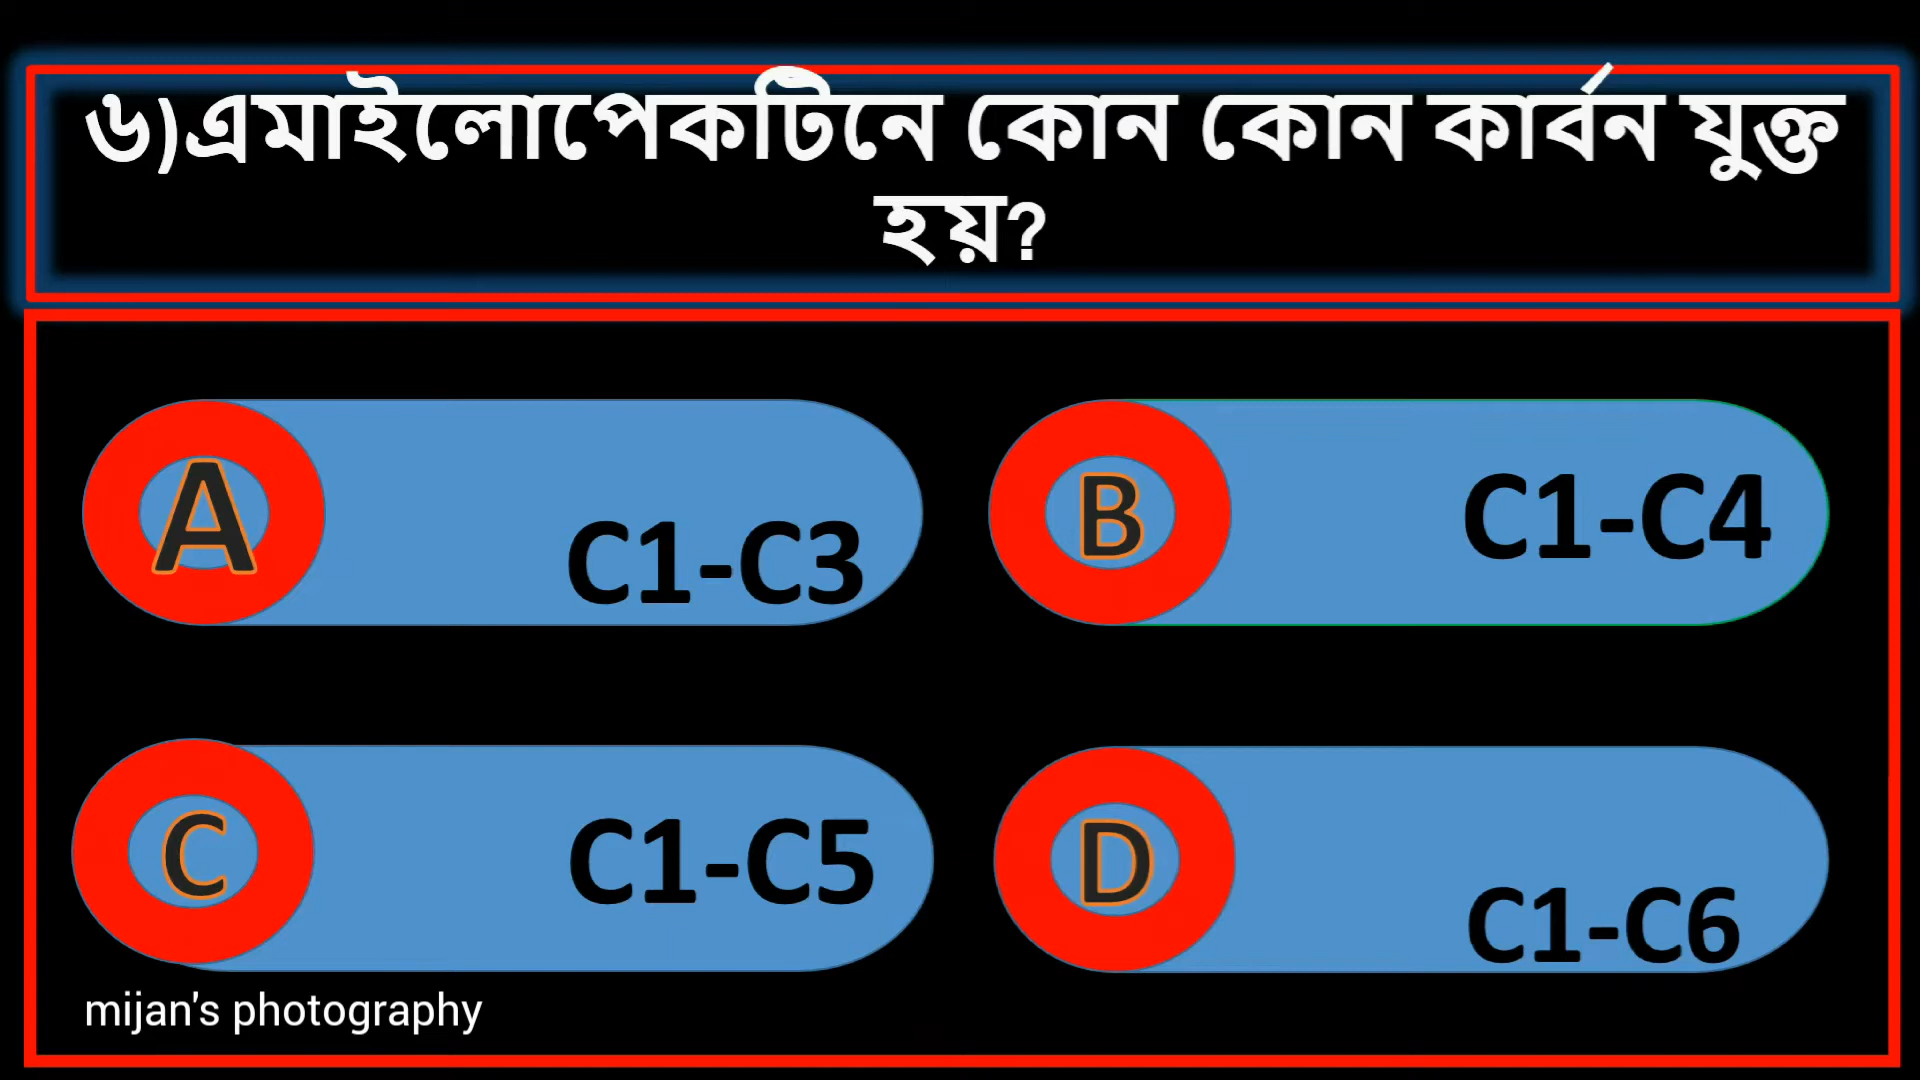 ৬)এমাইলোপেকটিনে কোন কোন কার্বন যুক্ত
হয়?
A
C1-C3
B
C1-C4
C
C1-C5
D
C1-C6
mijan's photography